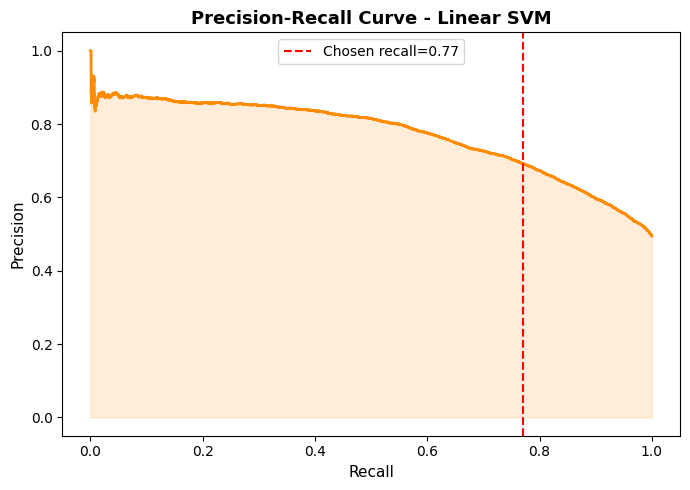 Precision-Recall Curve - Linear SVM
Chosen recall=0.77
1.0
0.8
0.6
0.4
0.2
0.0
Precision
0.0 0.2 0.4 0.6 0.8 1.0
Recall